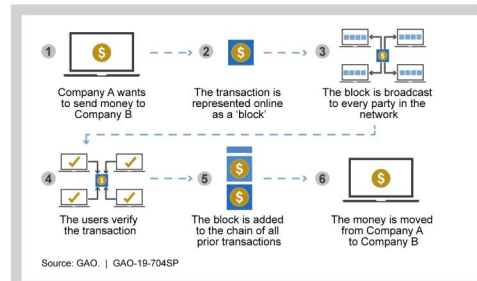 1
$
Company A wants
to send money to
Company B
2
$
The transaction is
represented online
as a ‘block’
3
$
The block is broadcast
to every party in the
network
4
$
The users verify
the transaction
5
$
$
The block is added
to the chain of all
prior transactions
6
$
The money is moved
from Company A
to Company B
Source: GAO. | GAO-19-704SP